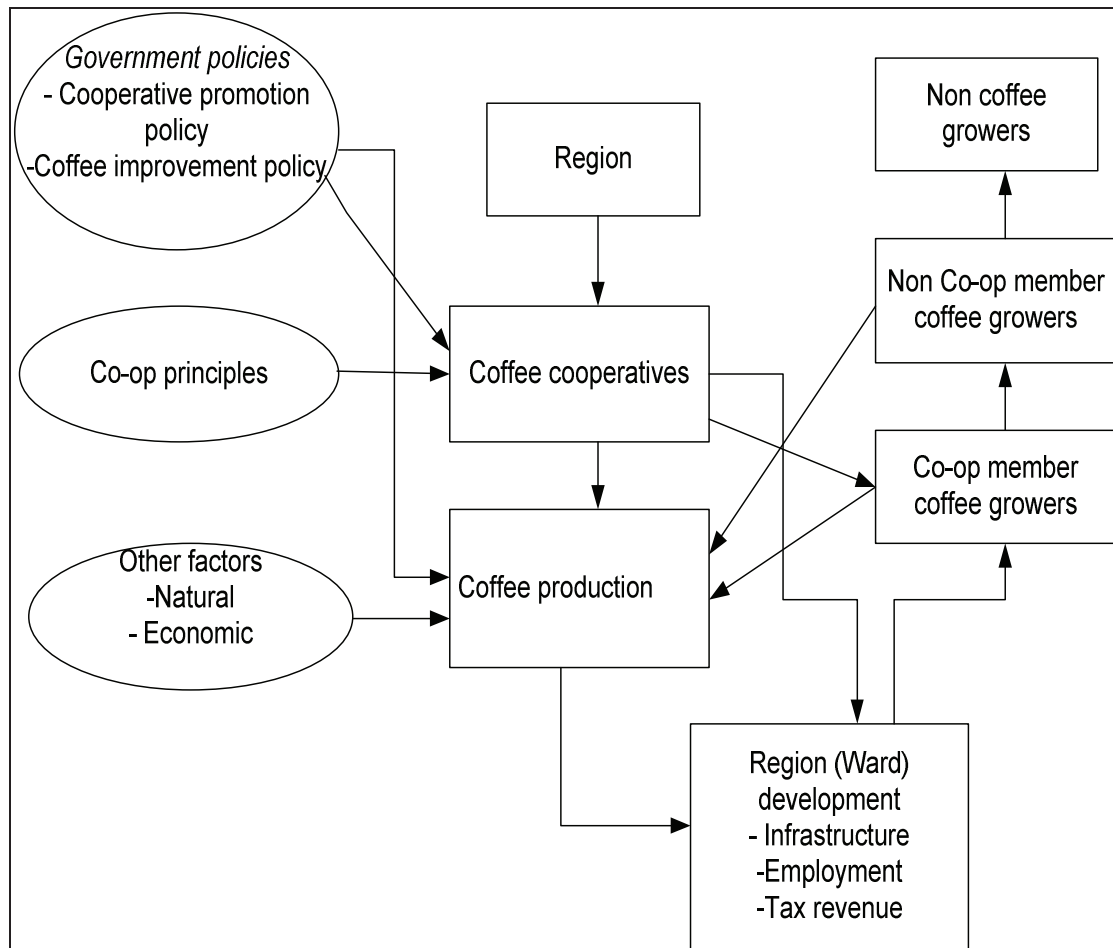 Government policies
- Cooperative promotion
policy
-Coffee improvement policy
Region
Non coffee
growers
Non Co-op member
coffee growers
Co-op principles
Coffee cooperatives
Co-op member
coffee growers
Other factors
-Natural
- Economic
Coffee production
Region (Ward)
development
- Infrastructure
-Employment
-Tax revenue